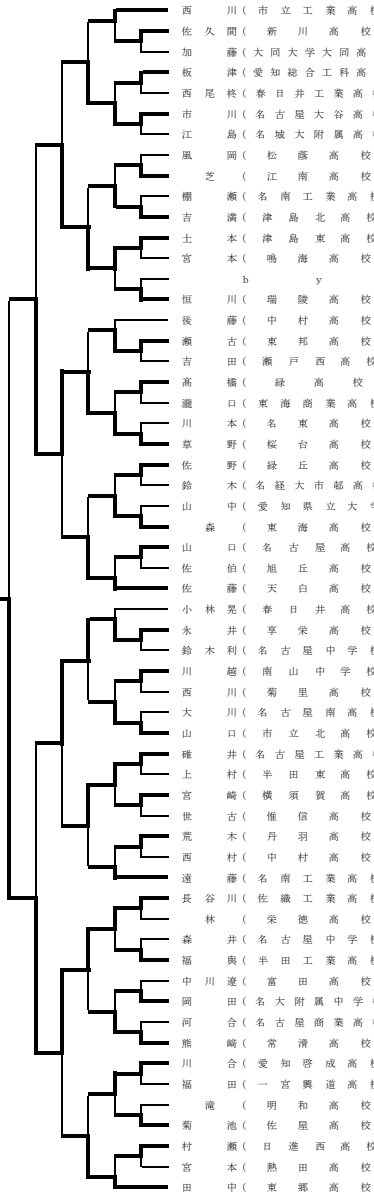 西川(市立工業高校
佐久間(新川高校
加藤(大同大学大同高
板津(愛知総合工科高
西尾柊(春日井工業高
市川(名古屋大谷高校
江島(名城大附属高
風岡(松蔭高校
芝(江南高校
棚瀬(名南工業高校
吉満(津島北高校
土本(津島東高校
宮本(鳴海高校
by
恒川(瑞陵高校
後藤(中村高校
瀬古(東邦高校
吉田(瀬戸西高校
髙橋(緑高校
瀧口(東海商業高校
川本(名東高校
草野(桜台高校
佐野(緑丘高校
鈴木(名経大市邨高
山中(愛知県立大学
森(東海高校
山口(名古屋高校
佐伯(旭丘高校
佐藤(天白高校
小林晃(春日井高校
永井(享栄高校
鈴木利(名古屋中学校
川越(南山中学校
西川(菊里高校
大川(名古屋南高校
山口(市立北高校
碓井(名古屋工業高校
上村(半田東高校
宮崎(横須賀高校
世古(惟信高校
荒木(丹羽高校
西村(中村高校
遠藤(名南工業高校
長谷川(佐織工業高校
林(栄徳高校
森井(名古屋中学校
福與(半田工業高校
中川遼(富田高校
岡田(名大附属中学
河合(名古屋商業高校
熊崎(常滑高校
川合(愛知啓成高校
福田(一宮興道高校
滝(明和高校
菊池(佐屋高校
村瀬(日進西高校
宮本(熱田高校
田中(東郷高校